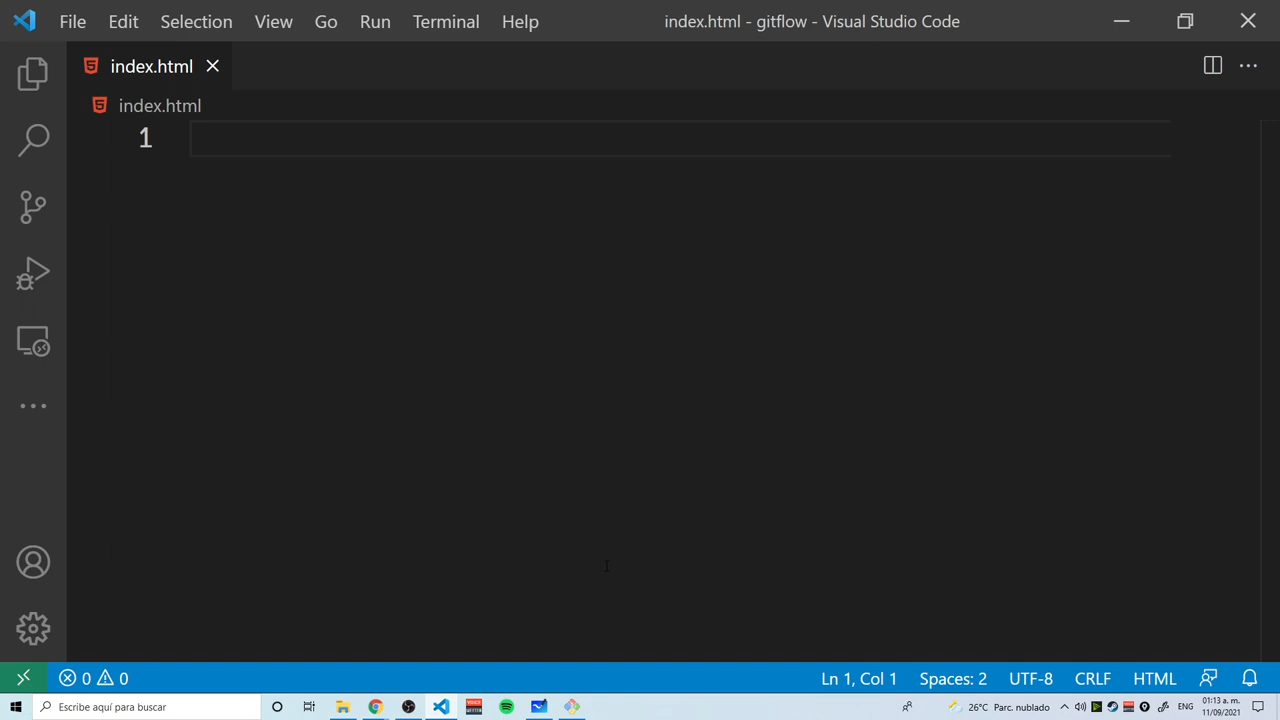 File Edit Selection View Go Run Terminal Help index.html - gitflow - Visual Studio Code
index.html
index.html
1
0 0 Ln 1, Col 1 Spaces: 2 UTF-8 CRLF HTML
Escribe aquí para buscar 26°C Parc. nublado ENG 01:13 a. m.
11/09/2021